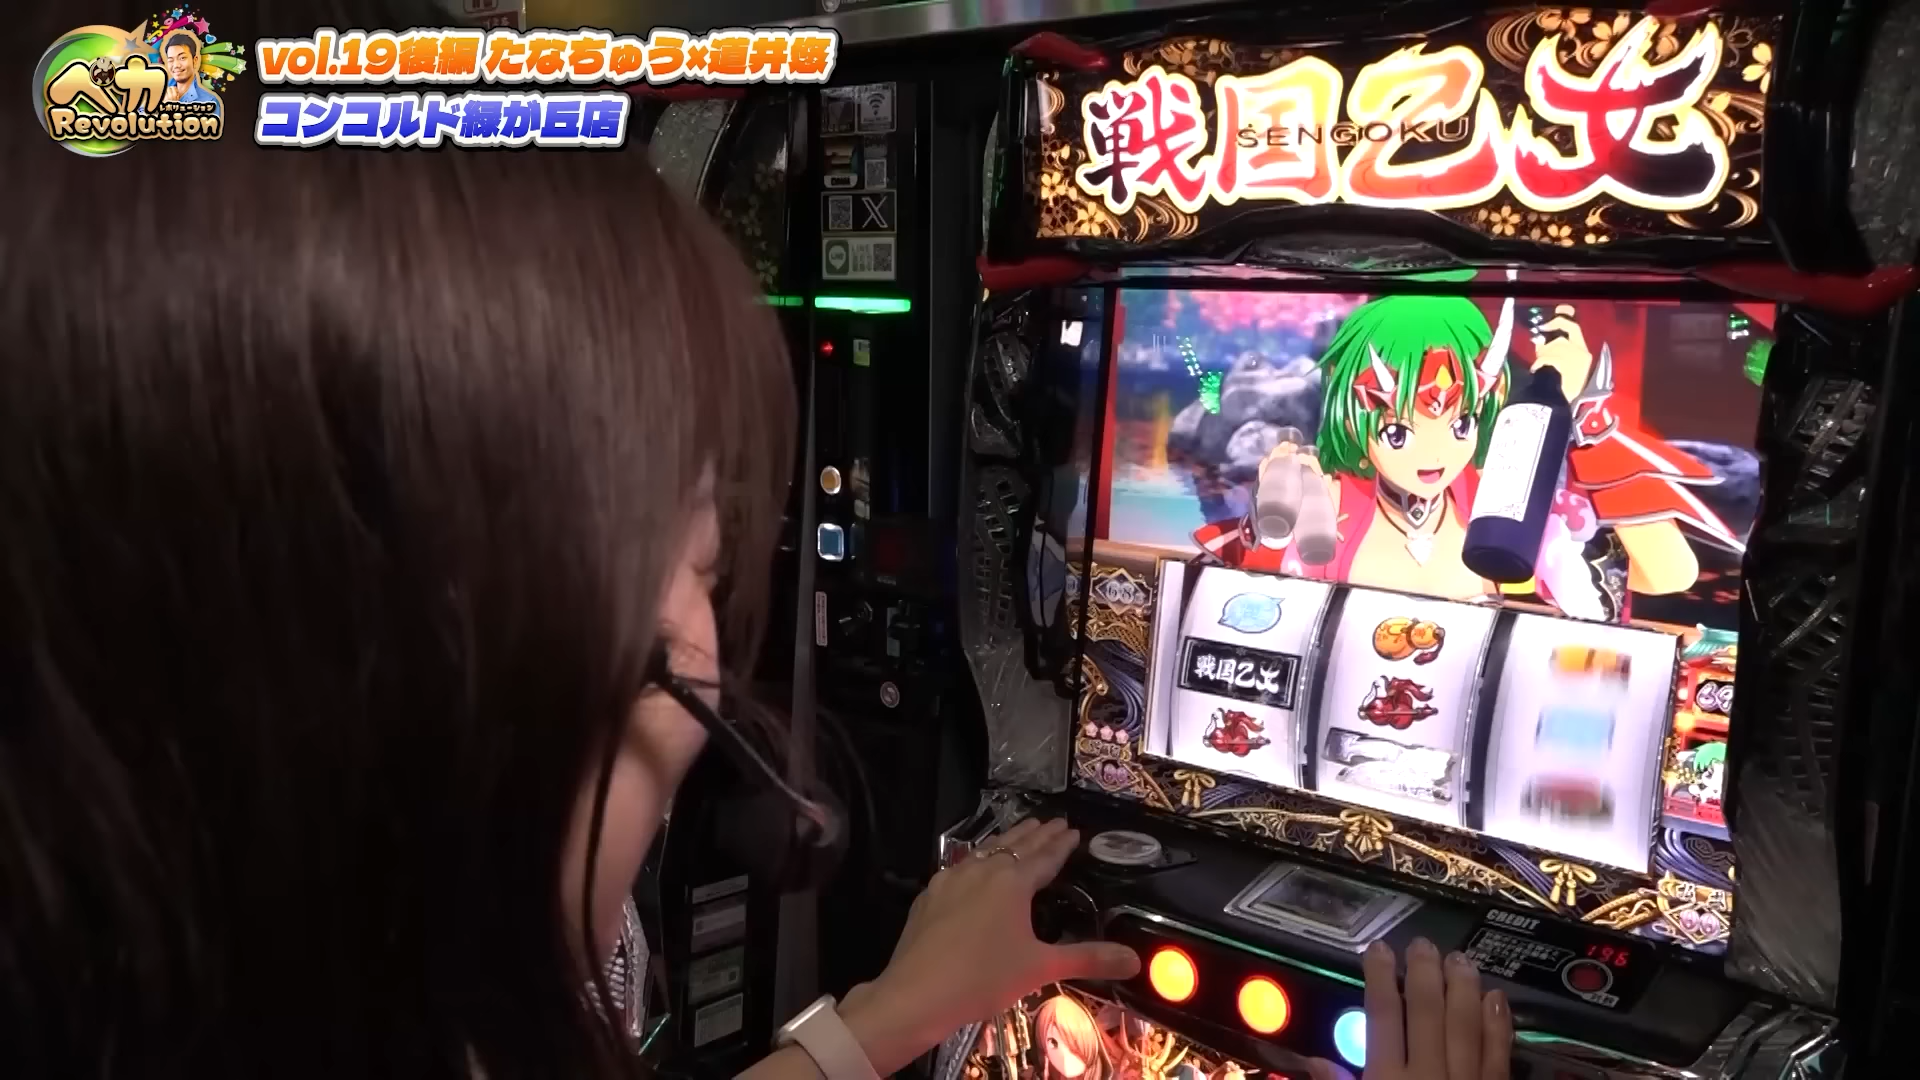 vol.19後編 たなちゅう×道井悠
コンコルド緑が丘店
ペカ
レボリューション
Revolution
戦国乙女
SENGOKU
X
LINE
戦国乙女
CREDIT
196